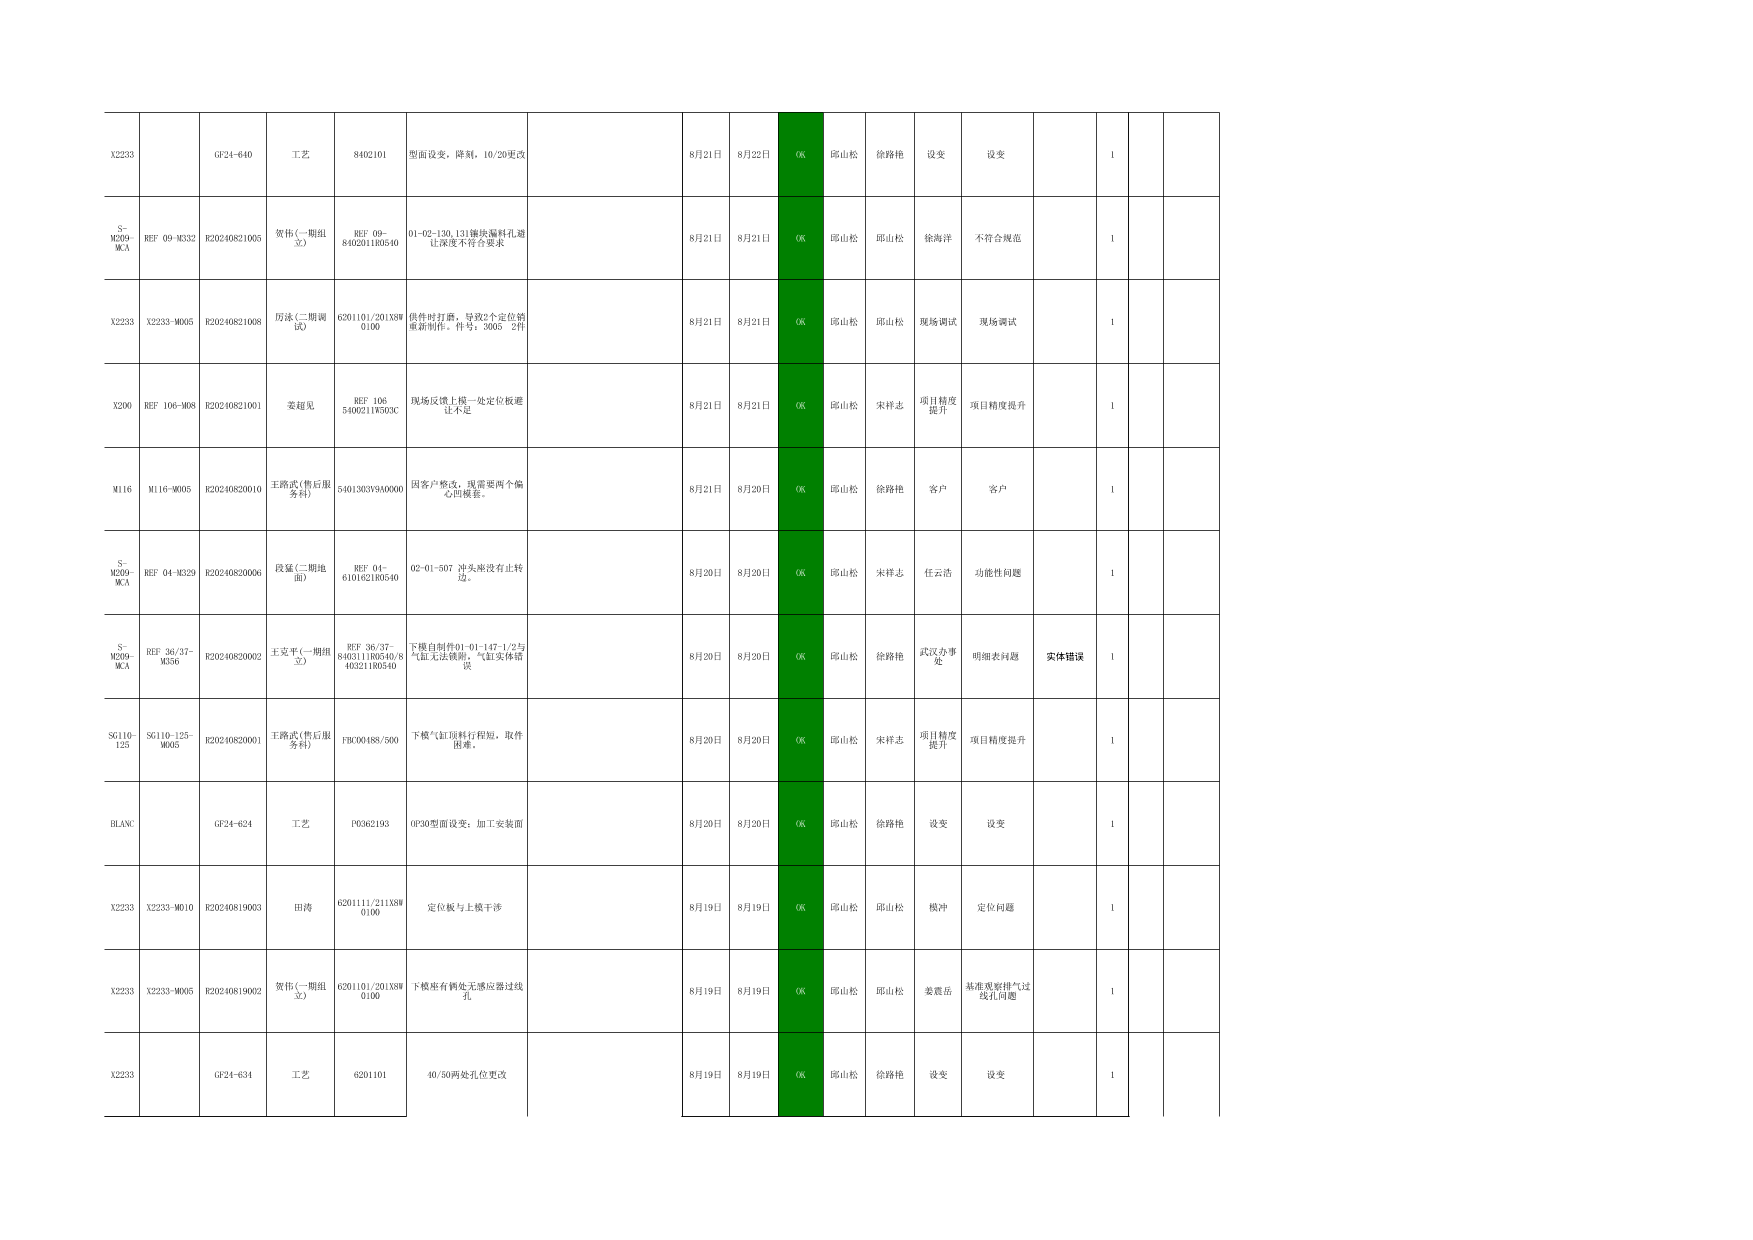 X2233 GF24-640 工艺 8402101 型面设变，降刻，10/20更改 8月21日 8月22日 OK 邱山松 徐路艳 设变 设变 1
S-M209-MCA REF 09-M332 R20240821005 贺伟(一期组立) REF 09-8402011R0540 01-02-130,131镶块漏料孔避让深度不符合要求 8月21日 8月21日 OK 邱山松 邱山松 徐海洋 不符合规范 1
X2233 X2233-M005 R20240821008 厉泳(二期调试) 6201101/201X8W0100 供件时打磨，导致2个定位销重新制作。件号：3005 2件 8月21日 8月21日 OK 邱山松 邱山松 现场调试 现场调试 1
X200 REF 106-M08 R20240821001 姜超见 REF 106 5400211W503C 现场反馈上模一处定位板避让不足 8月21日 8月21日 OK 邱山松 宋祥志 项目精度提升 项目精度提升 1
M116 M116-M005 R20240820010 王路武(售后服务科) 5401303V9A0000 因客户整改，现需要两个偏心凹模套。 8月21日 8月20日 OK 邱山松 徐路艳 客户 客户 1
S-M209-MCA REF 04-M329 R20240820006 段猛(二期地面) REF 04-6101621R0540 02-01-507 冲头座没有止转边。 8月20日 8月20日 OK 邱山松 宋祥志 任云浩 功能性问题 1
S-M209-MCA REF 36/37-M356 R20240820002 王克平(一期组立) REF 36/37-8403111R0540/8403211R0540 下模自制件01-01-147-1/2与气缸无法锁附，气缸实体错误 8月20日 8月20日 OK 邱山松 徐路艳 武汉办事处 明细表问题 实体错误 1
SG110-125 SG110-125-M005 R20240820001 王路武(售后服务科) FBC00488/500 下模气缸顶料行程短，取件困难。 8月20日 8月20日 OK 邱山松 宋祥志 项目精度提升 项目精度提升 1
BLANC GF24-624 工艺 P0362193 OP30型面设变；加工安装面 8月20日 8月20日 OK 邱山松 徐路艳 设变 设变 1
X2233 X2233-M010 R20240819003 田涛 6201111/211X8W0100 定位板与上模干涉 8月19日 8月19日 OK 邱山松 邱山松 模冲 定位问题 1
X2233 X2233-M005 R20240819002 贺伟(一期组立) 6201101/201X8W0100 下模座有俩处无感应器过线孔 8月19日 8月19日 OK 邱山松 邱山松 姜震岳 基准观察排气过线孔问题 1
X2233 GF24-634 工艺 6201101 40/50两处孔位更改 8月19日 8月19日 OK 邱山松 徐路艳 设变 设变 1